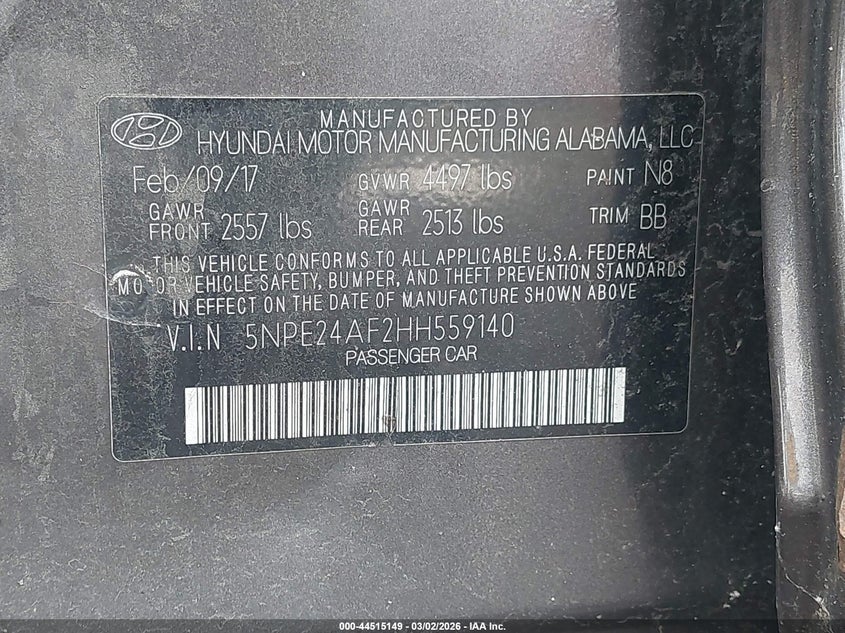 MANUFACTURED BY
HYUNDAI MOTOR MANUFACTURING ALABAMA, LLC
Feb/09/17 GVWR 4497 lbs PAINT N8
GAWR FRONT 2557 lbs GAWR REAR 2513 lbs TRIM BB
THIS VEHICLE CONFORMS TO ALL APPLICABLE U.S.A. FEDERAL
MOTOR VEHICLE SAFETY, BUMPER, AND THEFT PREVENTION STANDARDS
IN EFFECT ON THE DATE OF MANUFACTURE SHOWN ABOVE
V.I.N 5NPE24AF2HH559140
PASSENGER CAR
000-44515149 - 03/02/2026 - IAA Inc.